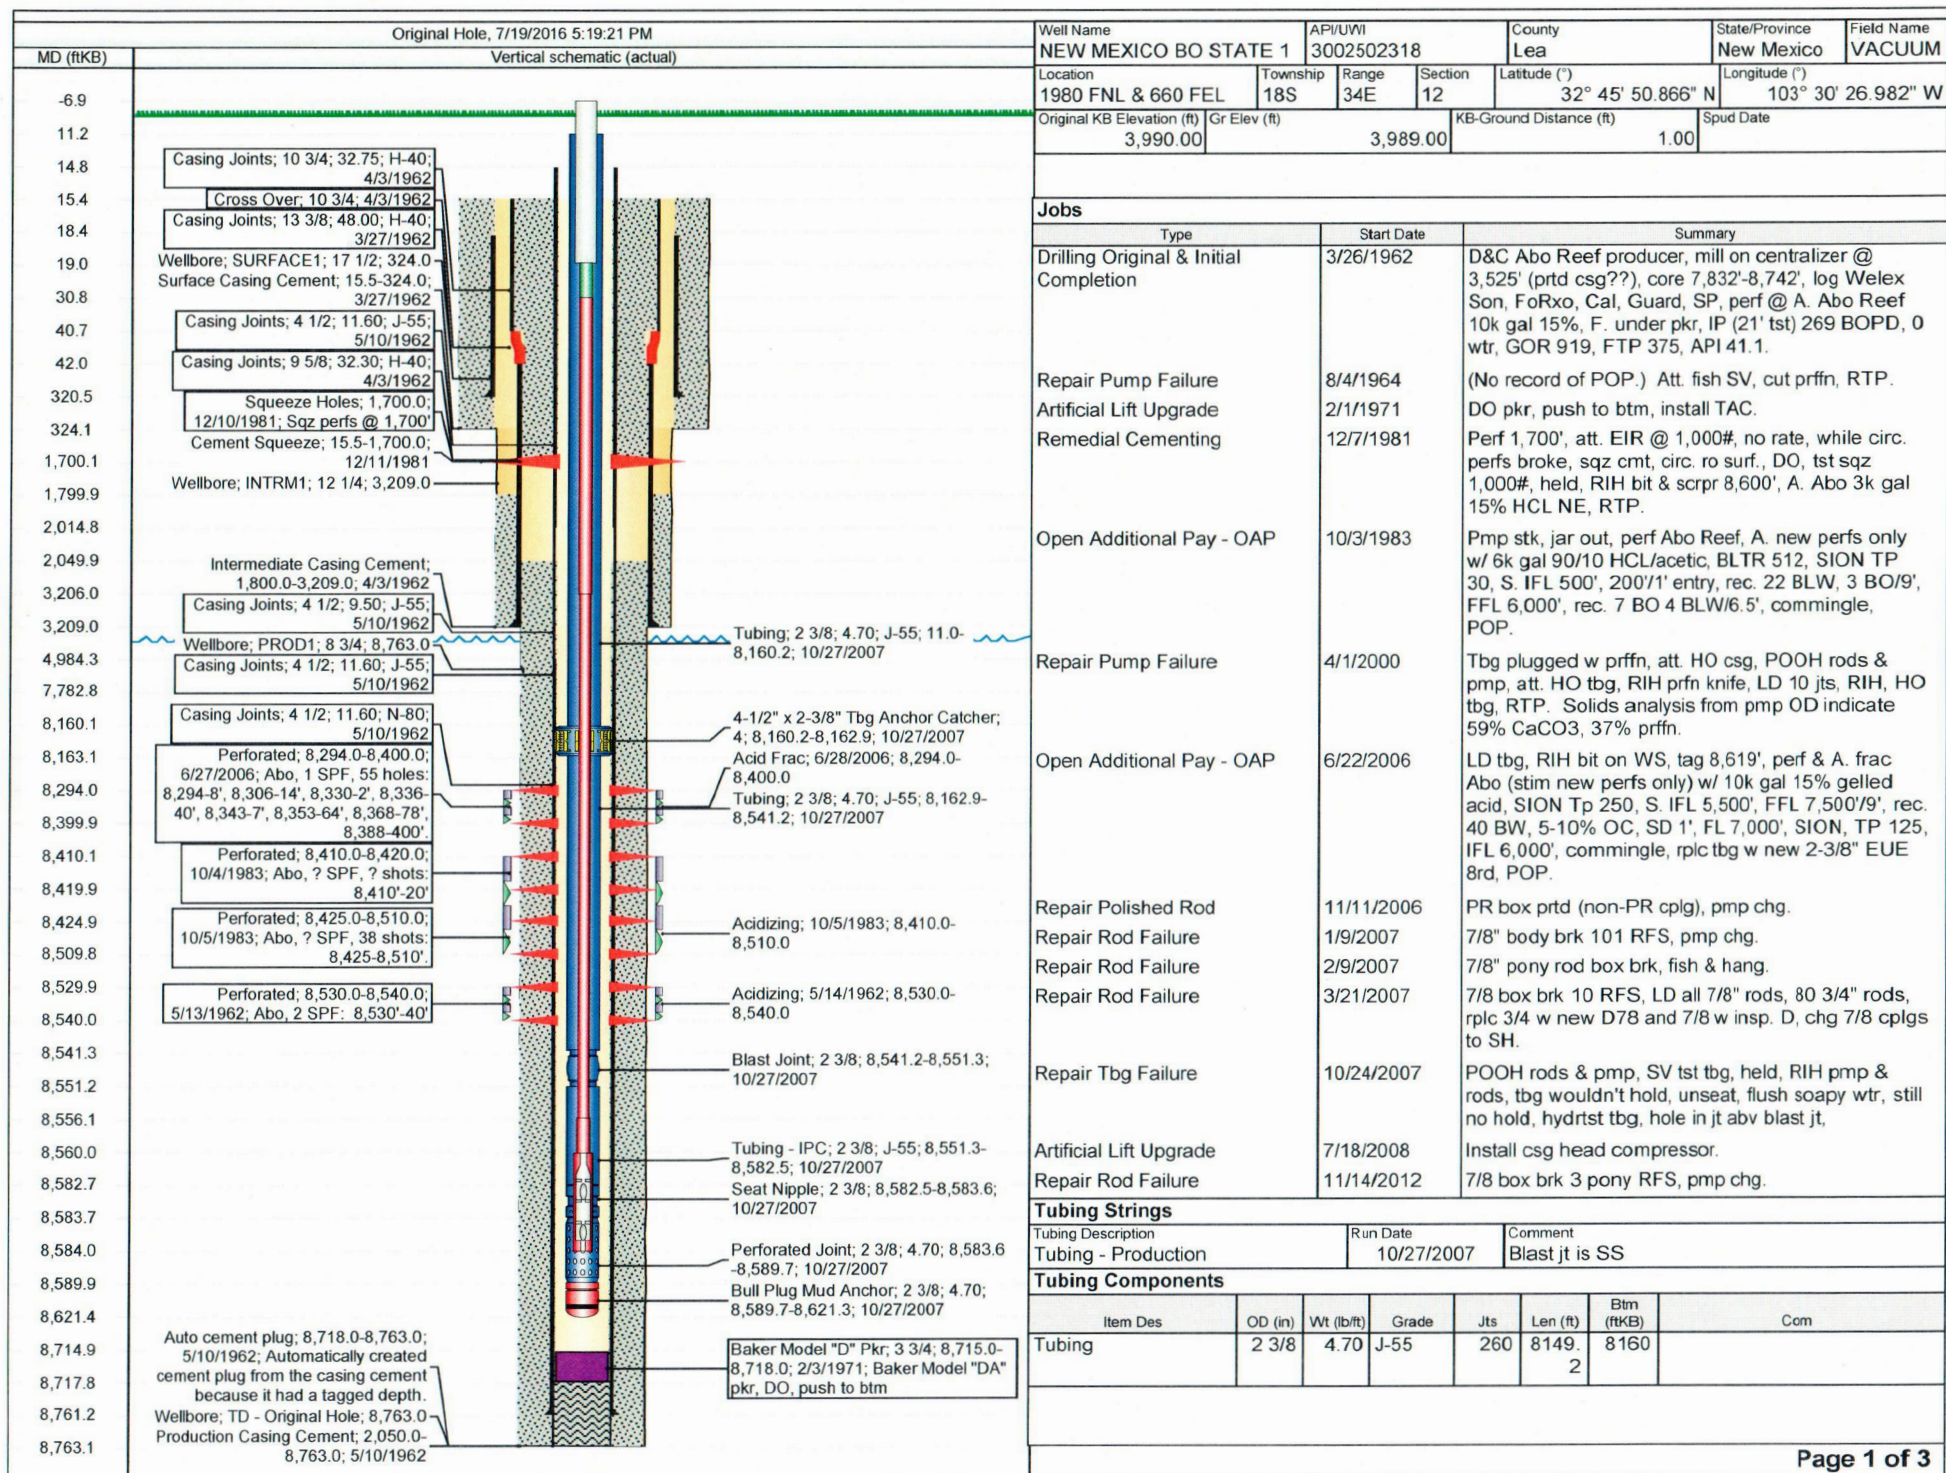 Original Hole, 7/19/2016 5:19:21 PM
MD (ftKB)
Vertical schematic (actual)
-6.9
11.2
14.8
15.4
18.4
19.0
30.8
40.7
42.0
320.5
324.1
1,700.1
1,799.9
2,014.8
2,049.9
3,206.0
3,209.0
4,984.3
7,782.8
8,160.1
8,163.1
8,294.0
8,399.9
8,410.1
8,419.9
8,424.9
8,509.8
8,529.9
8,540.0
8,541.3
8,551.2
8,556.1
8,560.0
8,582.7
8,583.7
8,584.0
8,589.9
8,621.4
8,714.9
8,717.8
8,761.2
8,763.1
Casing Joints; 10 3/4; 32.75; H-40;
4/3/1962
Cross Over; 10 3/4; 4/3/1962
Casing Joints; 13 3/8; 48.00; H-40;
3/27/1962
Wellbore; SURFACE1; 17 1/2; 324.0
Surface Casing Cement; 15.5-324.0;
3/27/1962
Casing Joints; 4 1/2; 11.60; J-55;
5/10/1962
Casing Joints; 9 5/8; 32.30; H-40;
4/3/1962
Squeeze Holes; 1,700.0;
12/10/1981; Sqz perfs @ 1,700'
Cement Squeeze; 15.5-1,700.0;
12/11/1981
Wellbore; INTRM1; 12 1/4; 3,209.0
Intermediate Casing Cement;
1,800.0-3,209.0; 4/3/1962
Casing Joints; 4 1/2; 9.50; J-55;
5/10/1962
Wellbore; PROD1; 8 3/4; 8,763.0
Casing Joints; 4 1/2; 11.60; J-55;
5/10/1962
Casing Joints; 4 1/2; 11.60; N-80;
5/10/1962
Perforated; 8,294.0-8,400.0;
6/27/2006; Abo, 1 SPF, 55 holes:
8,294-8', 8,306-14', 8,330-2', 8,336-
40', 8,343-7', 8,353-64', 8,368-78',
8,388-400'.
Perforated; 8,410.0-8,420.0;
10/4/1983; Abo, ? SPF, ? shots:
8,410'-20'
Perforated; 8,425.0-8,510.0;
10/5/1983; Abo, ? SPF, 38 shots:
8,425-8,510'.
Perforated; 8,530.0-8,540.0;
5/13/1962; Abo, 2 SPF: 8,530'-40'
Auto cement plug; 8,718.0-8,763.0;
5/10/1962; Automatically created
cement plug from the casing cement
because it had a tagged depth.
Wellbore; TD - Original Hole; 8,763.0
Production Casing Cement; 2,050.0-
8,763.0; 5/10/1962
Tubing; 2 3/8; 4.70; J-55; 11.0-
8,160.2; 10/27/2007
4-1/2" x 2-3/8" Tbg Anchor Catcher;
4; 8,160.2-8,162.9; 10/27/2007
Acid Frac; 6/28/2006; 8,294.0-
8,400.0
Tubing; 2 3/8; 4.70; J-55; 8,162.9-
8,541.2; 10/27/2007
Acidizing; 10/5/1983; 8,410.0-
8,510.0
Acidizing; 5/14/1962; 8,530.0-
8,540.0
Blast Joint; 2 3/8; 8,541.2-8,551.3;
10/27/2007
Tubing - IPC; 2 3/8; J-55; 8,551.3-
8,582.5; 10/27/2007
Seat Nipple; 2 3/8; 8,582.5-8,583.6;
10/27/2007
Perforated Joint; 2 3/8; 4.70; 8,583.6
-8,589.7; 10/27/2007
Bull Plug Mud Anchor; 2 3/8; 4.70;
8,589.7-8,621.3; 10/27/2007
Baker Model "D" Pkr; 3 3/4; 8,715.0-
8,718.0; 2/3/1971; Baker Model "DA"
pkr, DO, push to btm
Well Name API/UWI County State/Province Field Name
NEW MEXICO BO STATE 1 3002502318 Lea New Mexico VACUUM
Location Township Range Section Latitude (°) Longitude (°)
1980 FNL & 660 FEL 18S 34E 12 32° 45' 50.866" N 103° 30' 26.982" W
Original KB Elevation (ft) Gr Elev (ft) KB-Ground Distance (ft) Spud Date
3,990.00 3,989.00 1.00
Jobs
Type Start Date Summary
Drilling Original & Initial 3/26/1962 D&C Abo Reef producer, mill on centralizer @
Completion 3,525' (prtd csg??), core 7,832'-8,742', log Welex
Son, FoRxo, Cal, Guard, SP, perf @ A. Abo Reef
10k gal 15%, F. under pkr, IP (21' tst) 269 BOPD, 0
wtr, GOR 919, FTP 375, API 41.1.
Repair Pump Failure 8/4/1964 (No record of POP.) Att. fish SV, cut prffn, RTP.
Artificial Lift Upgrade 2/1/1971 DO pkr, push to btm, install TAC.
Remedial Cementing 12/7/1981 Perf 1,700', att. EIR @ 1,000#, no rate, while circ.
perfs broke, sqz cmt, circ. ro surf., DO, tst sqz
1,000#, held, RIH bit & scrpr 8,600', A. Abo 3k gal
15% HCL NE, RTP.
Open Additional Pay - OAP 10/3/1983 Pmp stk, jar out, perf Abo Reef, A. new perfs only
w/ 6k gal 90/10 HCL/acetic, BLTR 512, SION TP
30, S. IFL 500', 200'/1' entry, rec. 22 BLW, 3 BO/9',
FFL 6,000', rec. 7 BO 4 BLW/6.5', commingle,
POP.
Repair Pump Failure 4/1/2000 Tbg plugged w prffn, att. HO csg, POOH rods &
pmp, att. HO tbg, RIH prfn knife, LD 10 jts, RIH, HO
tbg, RTP. Solids analysis from pmp OD indicate
59% CaCO3, 37% prffn.
Open Additional Pay - OAP 6/22/2006 LD tbg, RIH bit on WS, tag 8,619', perf & A. frac
Abo (stim new perfs only) w/ 10k gal 15% gelled
acid, SION Tp 250, S. IFL 5,500', FFL 7,500'/9', rec.
40 BW, 5-10% OC, SD 1', FL 7,000', SION, TP 125,
IFL 6,000', commingle, rplc tbg w new 2-3/8" EUE
8rd, POP.
Repair Polished Rod 11/11/2006 PR box prtd (non-PR cplg), pmp chg.
Repair Rod Failure 1/9/2007 7/8" body brk 101 RFS, pmp chg.
Repair Rod Failure 2/9/2007 7/8" pony rod box brk, fish & hang.
Repair Rod Failure 3/21/2007 7/8 box brk 10 RFS, LD all 7/8" rods, 80 3/4" rods,
rplc 3/4 w new D78 and 7/8 w insp. D, chg 7/8 cplgs
to SH.
Repair Tbg Failure 10/24/2007 POOH rods & pmp, SV tst tbg, held, RIH pmp &
rods, tbg wouldn't hold, unseat, flush soapy wtr, still
no hold, hydrtst tbg, hole in jt abv blast jt,
Artificial Lift Upgrade 7/18/2008 Install csg head compressor.
Repair Rod Failure 11/14/2012 7/8 box brk 3 pony RFS, pmp chg.
Tubing Strings
Tubing Description Run Date Comment
Tubing - Production 10/27/2007 Blast jt is SS
Tubing Components
Item Des OD (in) Wt (lb/ft) Grade Jts Len (ft) Btm (ftKB) Com
Tubing 2 3/8 4.70 J-55 260 8149. 8160
2
Page 1 of 3